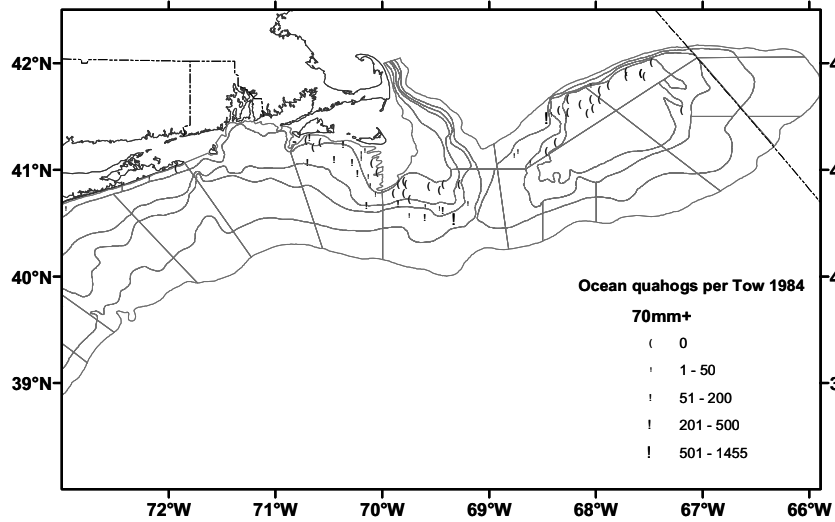 42°N
41°N
40°N
39°N
Ocean quahogs per Tow 1984
70mm+
0
1 - 50
51 - 200
201 - 500
501 - 1455
72°W 71°W 70°W 69°W 68°W 67°W 66°W